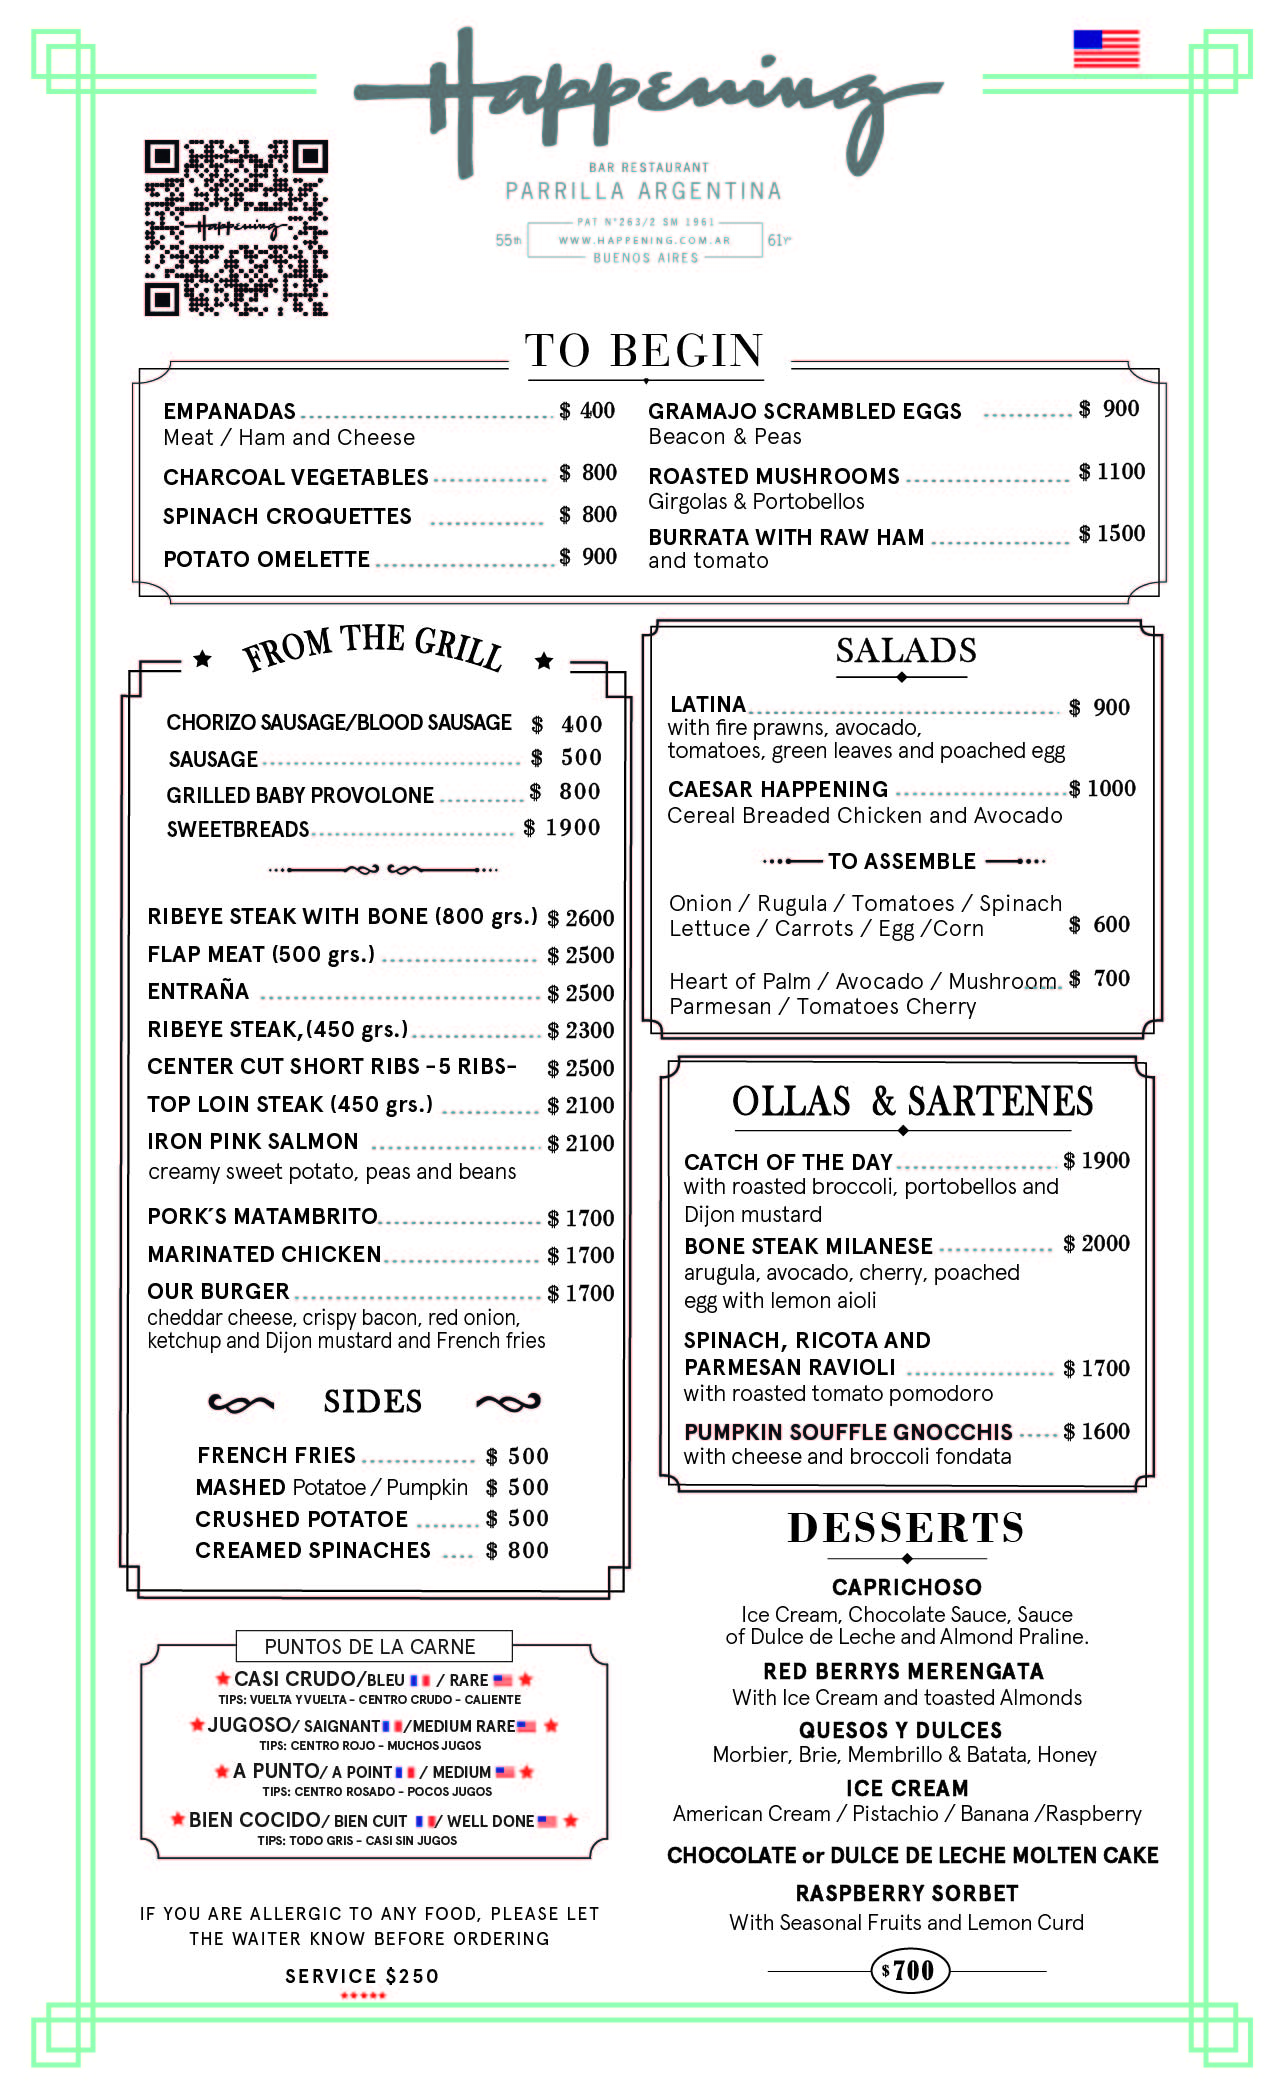 Happening
BAR RESTAURANT
PARRILLA ARGENTINA
PAT N°263/2 SM 1961
55th WWW.HAPPENING.COM.AR 61Yr
BUENOS AIRES
Happening
TO BEGIN
EMPANADAS $ 400
Meat / Ham and Cheese
CHARCOAL VEGETABLES $ 800
SPINACH CROQUETTES $ 800
POTATO OMELETTE $ 900
GRAMAJO SCRAMBLED EGGS $ 900
Beacon & Peas
ROASTED MUSHROOMS $ 1100
Girgolas & Portobellos
BURRATA WITH RAW HAM $ 1500
and tomato
FROM THE GRILL
CHORIZO SAUSAGE/BLOOD SAUSAGE $ 400
SAUSAGE $ 500
GRILLED BABY PROVOLONE $ 800
SWEETBREADS $ 1900
RIBEYE STEAK WITH BONE (800 grs.) $ 2600
FLAP MEAT (500 grs.) $ 2500
ENTRAÑA $ 2500
RIBEYE STEAK,(450 grs.) $ 2300
CENTER CUT SHORT RIBS -5 RIBS- $ 2500
TOP LOIN STEAK (450 grs.) $ 2100
IRON PINK SALMON $ 2100
creamy sweet potato, peas and beans
PORK´S MATAMBRITO $ 1700
MARINATED CHICKEN $ 1700
OUR BURGER $ 1700
cheddar cheese, crispy bacon, red onion,
ketchup and Dijon mustard and French fries
SIDES
FRENCH FRIES $ 500
MASHED Potatoe / Pumpkin $ 500
CRUSHED POTATOE $ 500
CREAMED SPINACHES $ 800
PUNTOS DE LA CARNE
CASI CRUDO/BLEU / RARE
TIPS: VUELTA Y VUELTA - CENTRO CRUDO - CALIENTE
JUGOSO/ SAIGNANT /MEDIUM RARE
TIPS: CENTRO ROJO - MUCHOS JUGOS
A PUNTO/ A POINT / MEDIUM
TIPS: CENTRO ROSADO - POCOS JUGOS
BIEN COCIDO/ BIEN CUIT / WELL DONE
TIPS: TODO GRIS - CASI SIN JUGOS
IF YOU ARE ALLERGIC TO ANY FOOD, PLEASE LET
THE WAITER KNOW BEFORE ORDERING
SERVICE $250
SALADS
LATINA $ 900
with fire prawns, avocado,
tomatoes, green leaves and poached egg
CAESAR HAPPENING $ 1000
Cereal Breaded Chicken and Avocado
TO ASSEMBLE
Onion / Rugula / Tomatoes / Spinach
Lettuce / Carrots / Egg /Corn $ 600
Heart of Palm / Avocado / Mushroom $ 700
Parmesan / Tomatoes Cherry
OLLAS & SARTENES
CATCH OF THE DAY $ 1900
with roasted broccoli, portobellos and
Dijon mustard
BONE STEAK MILANESE $ 2000
arugula, avocado, cherry, poached
egg with lemon aioli
SPINACH, RICOTA AND
PARMESAN RAVIOLI $ 1700
with roasted tomato pomodoro
PUMPKIN SOUFFLE GNOCCHIS $ 1600
with cheese and broccoli fondata
DESSERTS
CAPRICHOSO
Ice Cream, Chocolate Sauce, Sauce
of Dulce de Leche and Almond Praline.
RED BERRYS MERENGATA
With Ice Cream and toasted Almonds
QUESOS Y DULCES
Morbier, Brie, Membrillo & Batata, Honey
ICE CREAM
American Cream / Pistachio / Banana /Raspberry
CHOCOLATE or DULCE DE LECHE MOLTEN CAKE
RASPBERRY SORBET
With Seasonal Fruits and Lemon Curd
$ 700